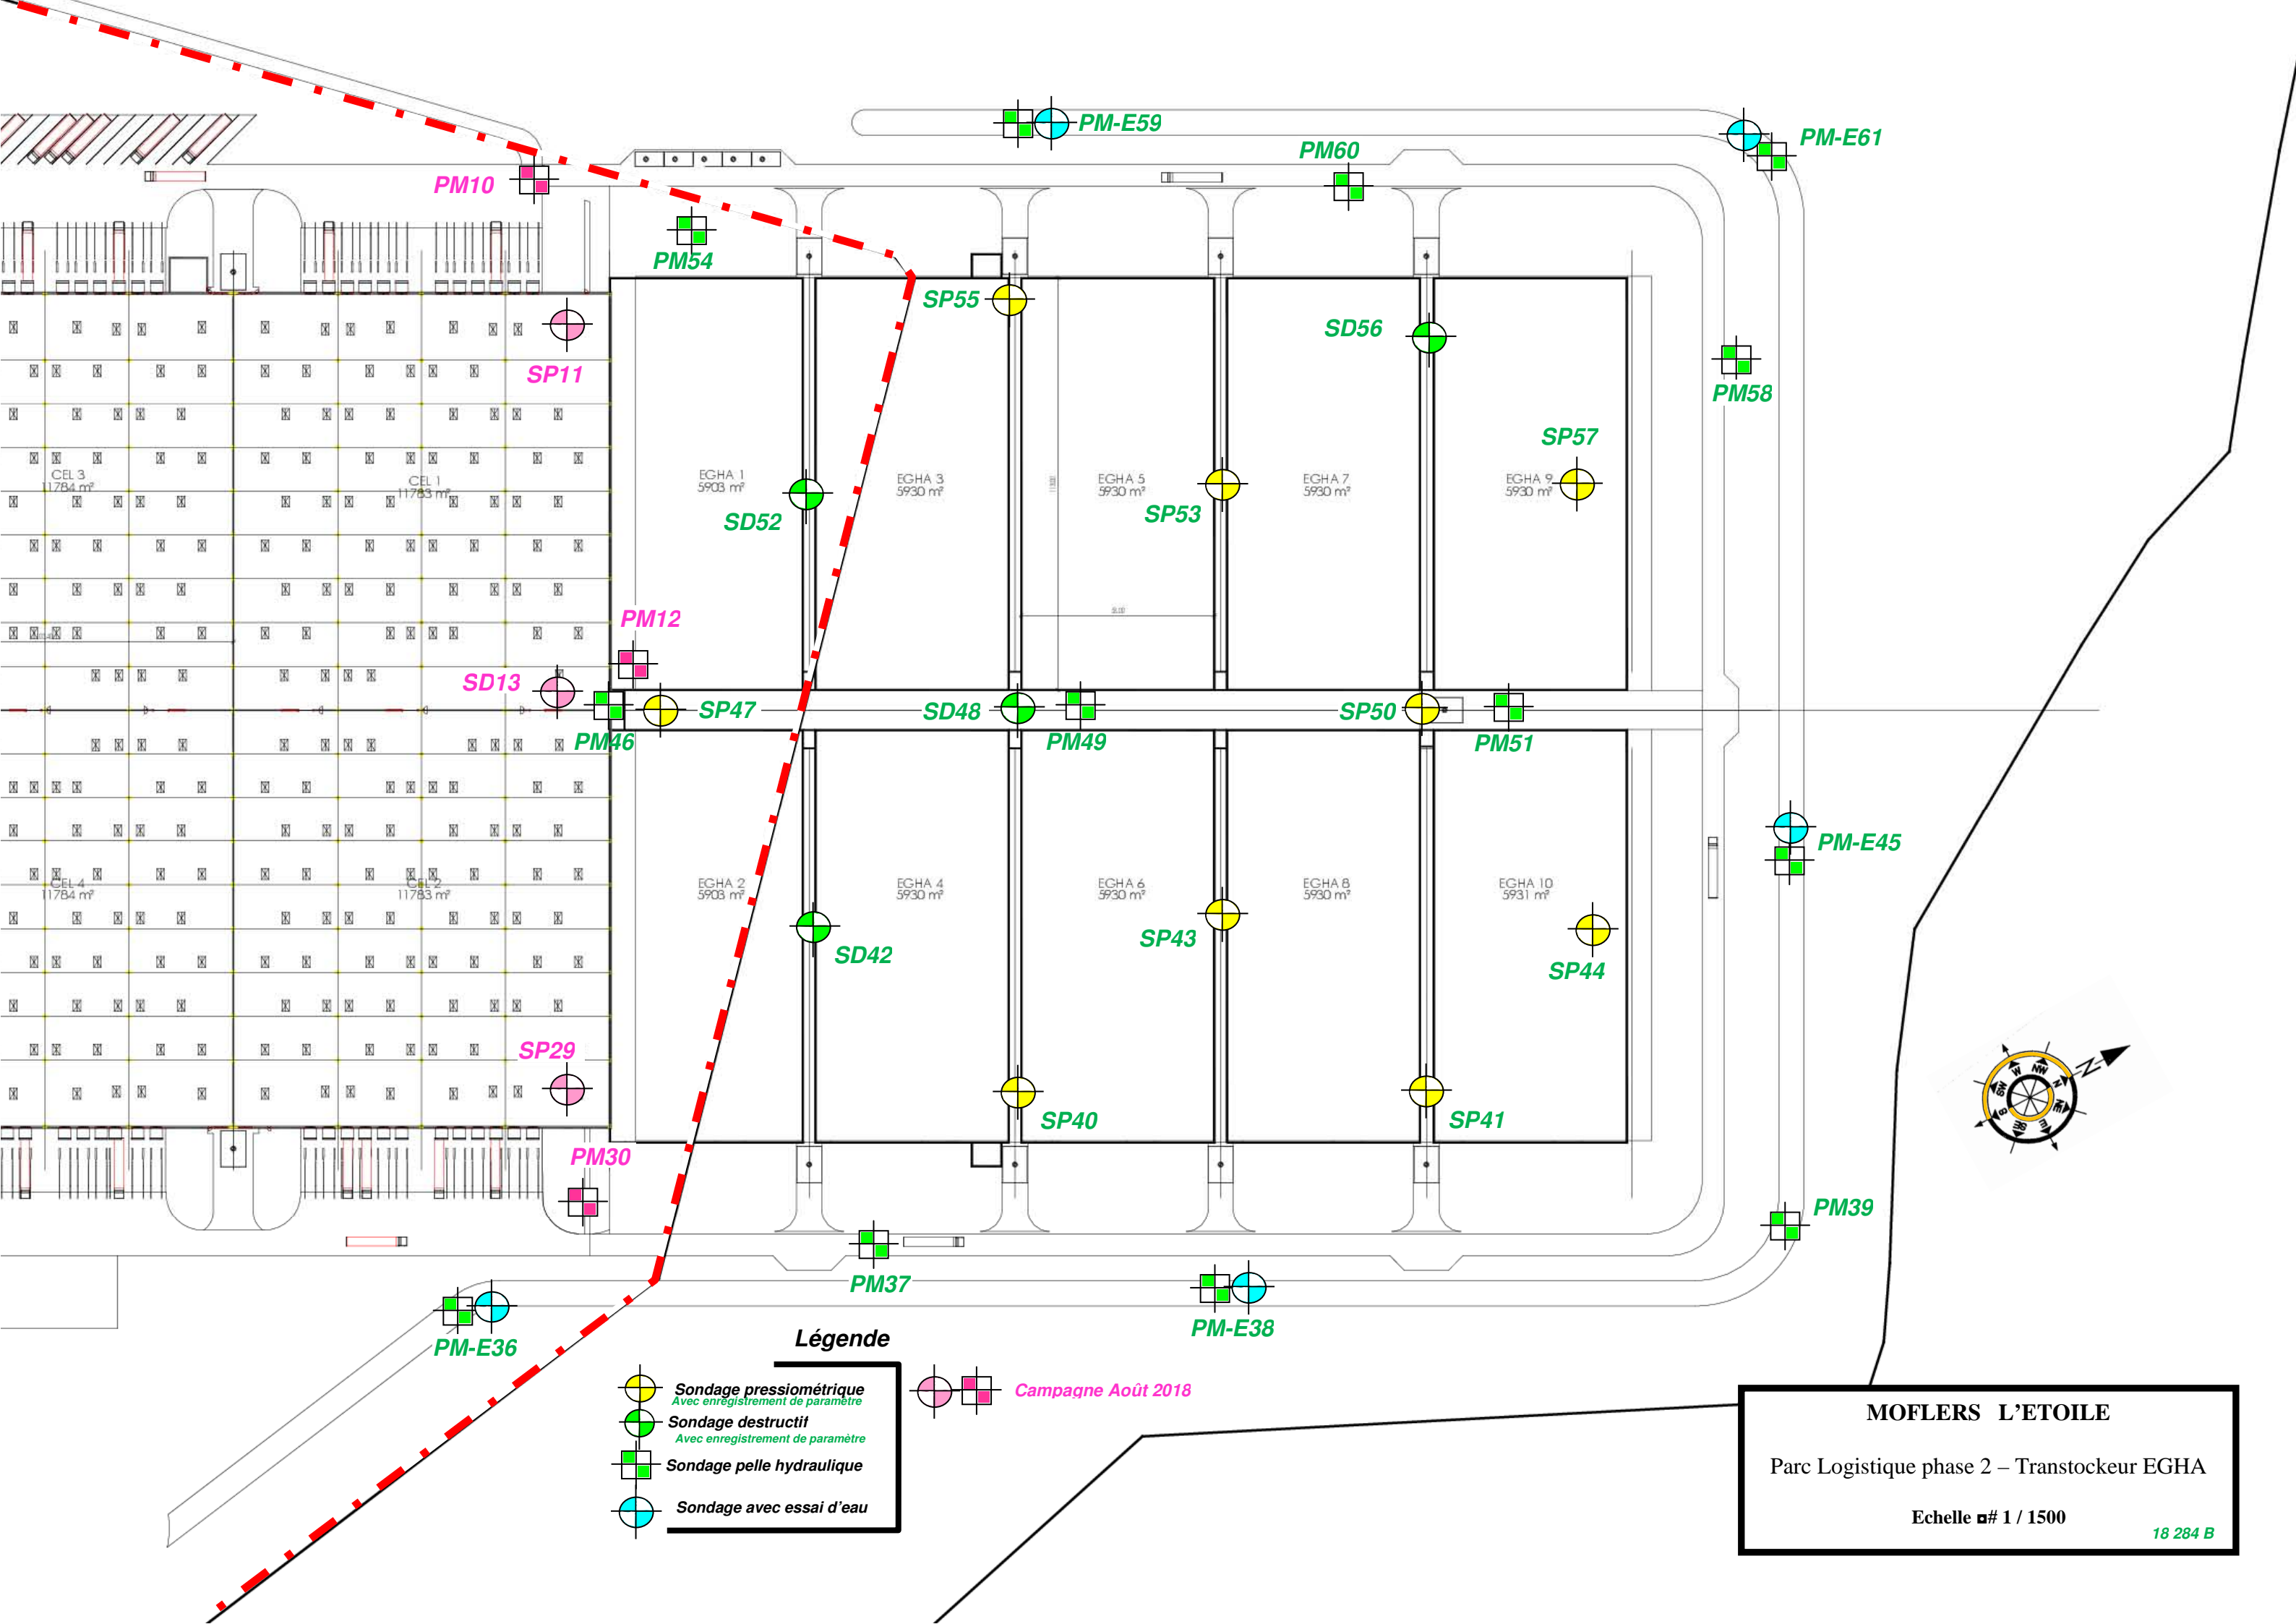 PM-E59
PM-E61
PM60
PM10
PM54
SP55
SD56
SP11
PM58
SP57
CEL 3
11784 m²
CEL 1
11783 m²
EGHA 1
5903 m²
EGHA 3
5930 m²
EGHA 5
5930 m²
EGHA 7
5930 m²
EGHA 9
5930 m²
SD52
SP53
PM12
SD13
SP47
SD48
SP50
PM46
PM49
PM51
PM-E45
CEL 4
11784 m²
CEL 2
11783 m²
EGHA 2
5903 m²
EGHA 4
5930 m²
EGHA 6
5930 m²
EGHA 8
5930 m²
EGHA 10
5931 m²
SD42
SP43
SP44
SP29
SP40
SP41
PM30
PM39
PM37
PM-E38
PM-E36
N
NE
E
SE
S
SW
W
NW
N
Légende
Sondage pressiométrique
Avec enregistrement de paramètre
Sondage destructif
Avec enregistrement de paramètre
Sondage pelle hydraulique
Sondage avec essai d'eau
Campagne Août 2018
MOFLERS L'ETOILE
Parc Logistique phase 2 – Transtockeur EGHA
Echelle ◘# 1 / 1500
18 284 B